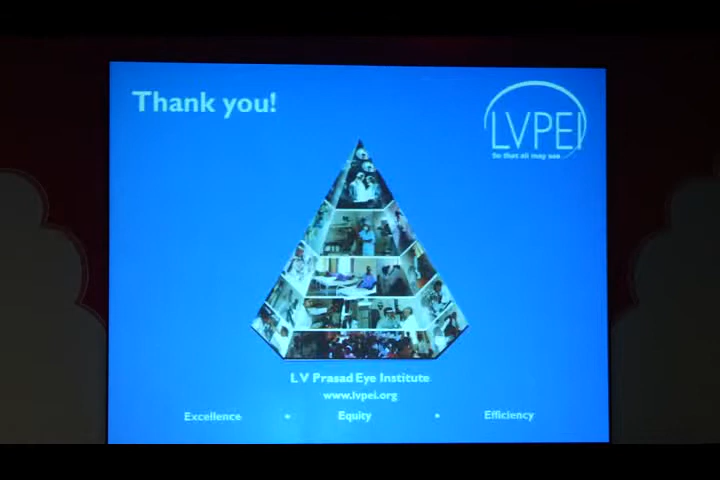 Thank you!
LVPEI
So that all may see
L V Prasad Eye Institute
www.lvpei.org
Excellence • Equity • Efficiency